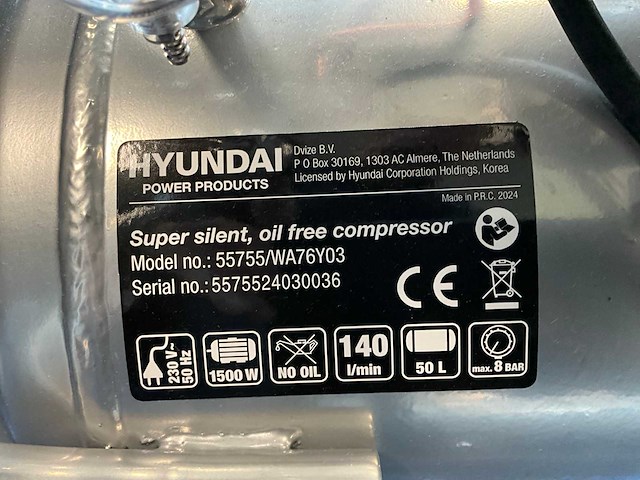 HYUNDAI
POWER PRODUCTS
Dvize B.V.
P O Box 30169, 1303 AC Almere, The Netherlands
Licensed by Hyundai Corporation Holdings, Korea
Made in P.R.C. 2024
Super silent, oil free compressor
Model no.: 55755/WA76Y03
Serial no.: 5575524030036
CE
230 V~
50 Hz
1500 W
NO OIL
140
l/min
50 L
max. 8 BAR